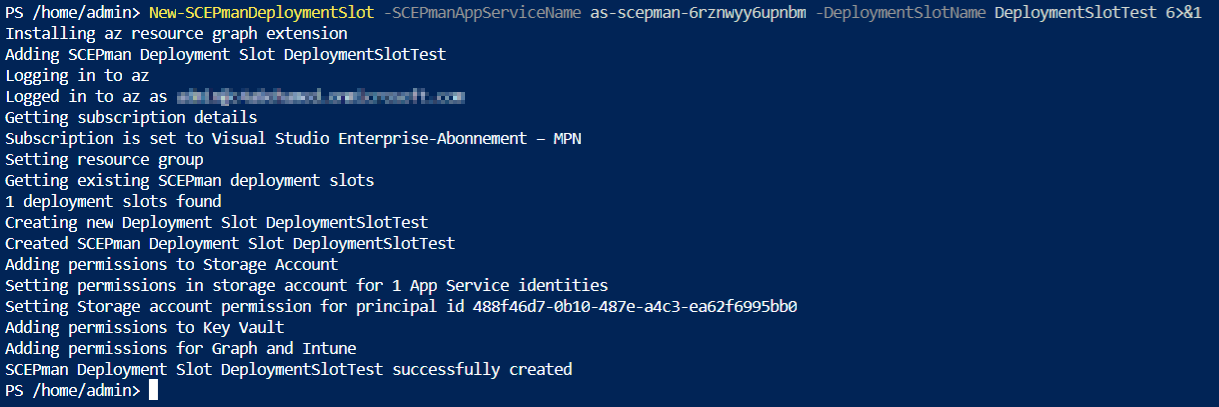 PS /home/admin> New-SCEPmanDeploymentSlot -SCEPmanAppServiceName as-scepman-6rznwyy6upnbm -DeploymentSlotName DeploymentSlotTest 6>&1
Installing az resource graph extension
Adding SCEPman Deployment Slot DeploymentSlotTest
Logging in to az
Logged in to az as
Getting subscription details
Subscription is set to Visual Studio Enterprise-Abonnement – MPN
Setting resource group
Getting existing SCEPman deployment slots
1 deployment slots found
Creating new Deployment Slot DeploymentSlotTest
Created SCEPman Deployment Slot DeploymentSlotTest
Adding permissions to Storage Account
Setting permissions in storage account for 1 App Service identities
Setting Storage account permission for principal id 488f46d7-0b10-487e-a4c3-ea62f6995bb0
Adding permissions to Key Vault
Adding permissions for Graph and Intune
SCEPman Deployment Slot DeploymentSlotTest successfully created
PS /home/admin>